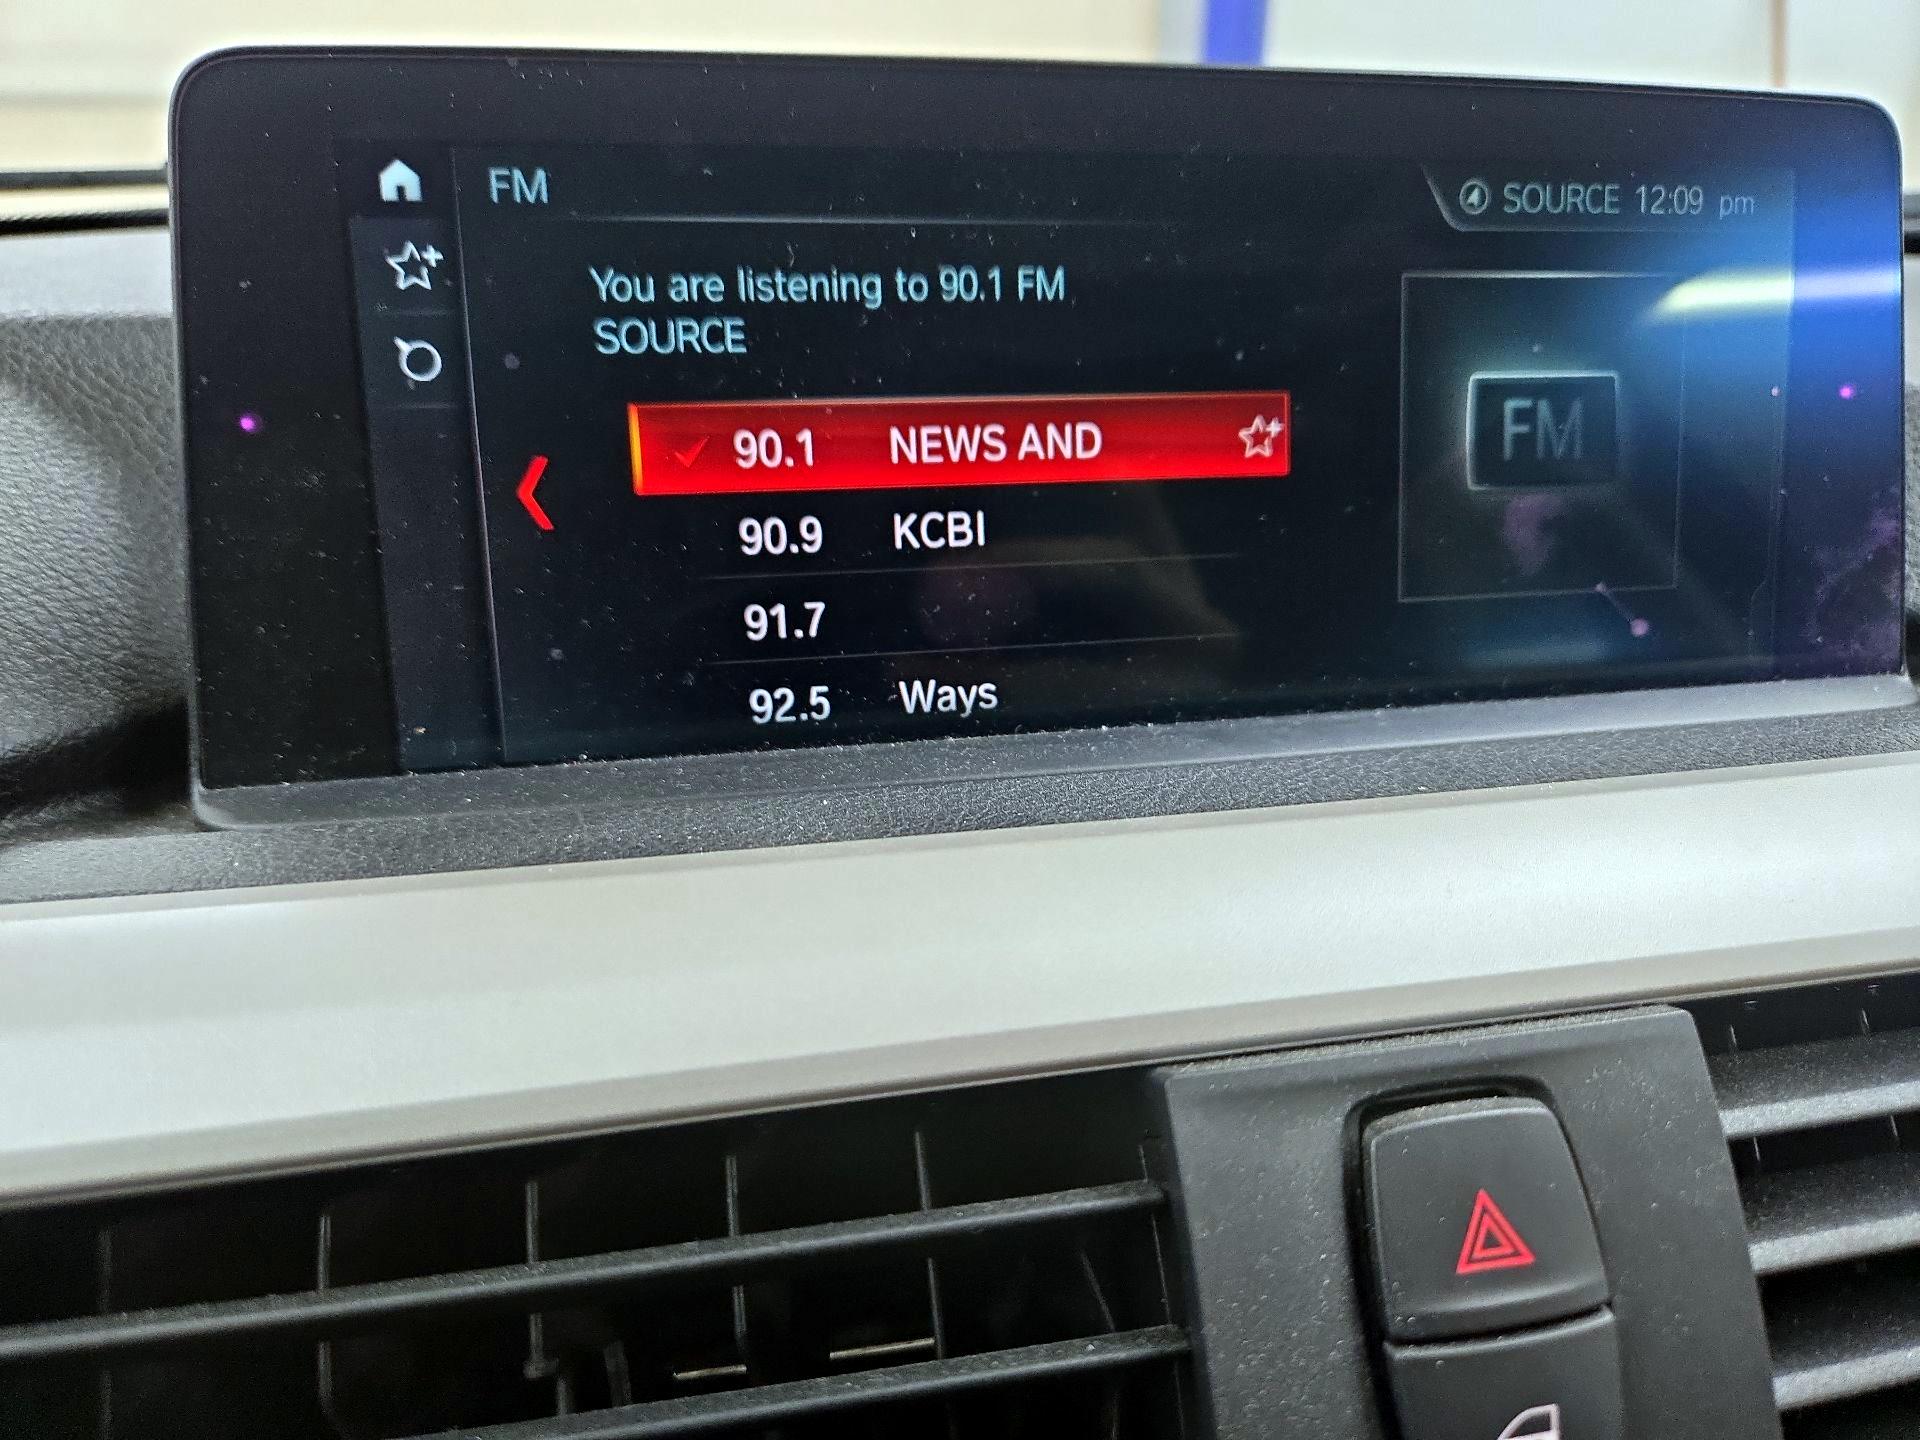 FM
SOURCE 12:09 pm
You are listening to 90.1 FM
SOURCE
90.1 NEWS AND
90.9 KCBI
91.7
92.5 Ways
FM